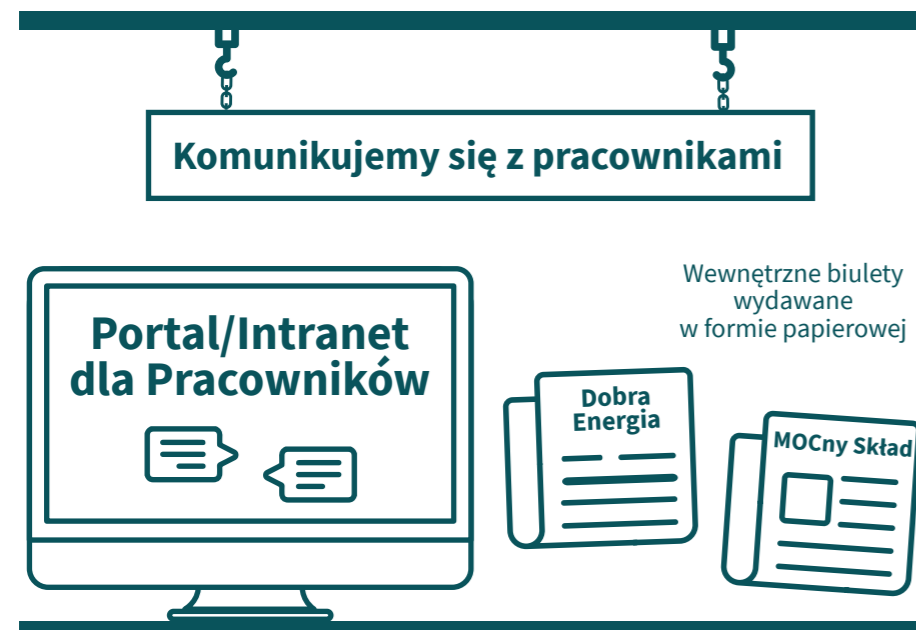 Komunikujemy się z pracownikami
Portal/Intranet
dla Pracowników
Wewnętrzne biulety
wydawane
w formie papierowej
Dobra
Energia
MOCny Skład